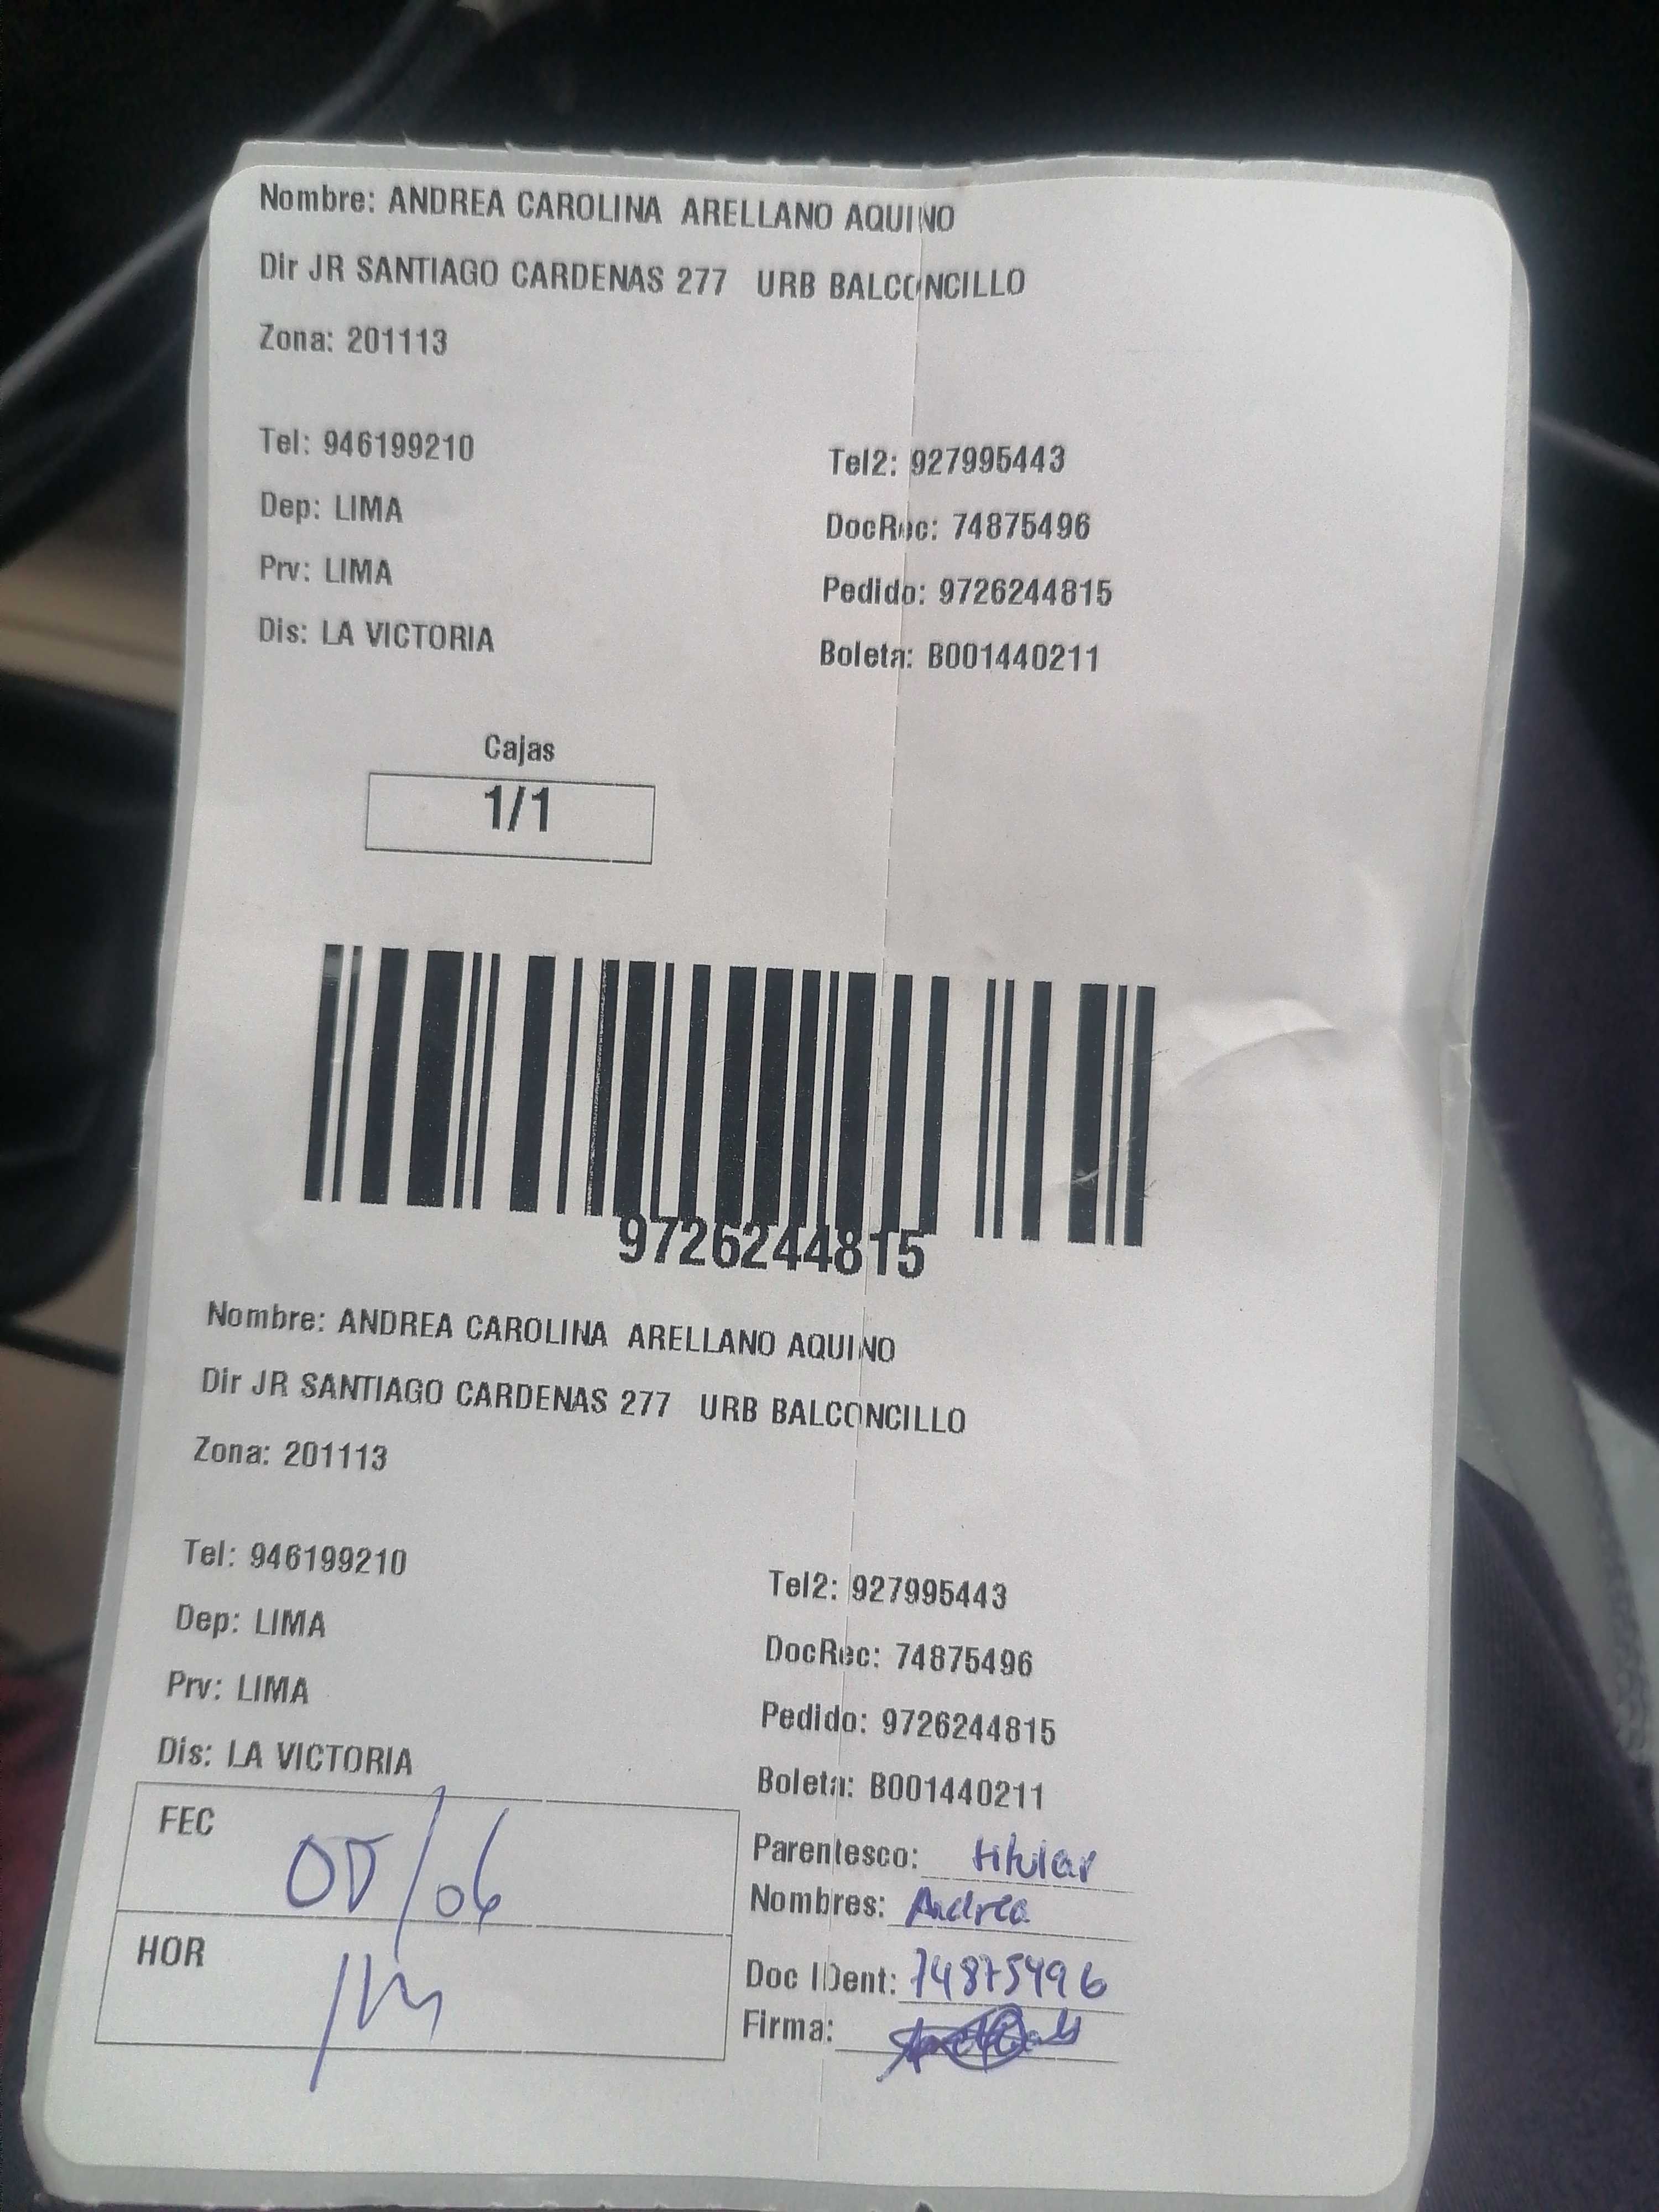 Nombre: ANDREA CAROLINA ARELLANO AQUINO
Dir JR SANTIAGO CARDENAS 277 URB BALCONCILLO
Zona: 201113
Tel: 946199210 Tel2: 927995443
Dep: LIMA DocRec: 74875496
Prv: LIMA Pedido: 9726244815
Dis: LA VICTORIA Boleta: B001440211
Cajas
1/1
9726244815
Nombre: ANDREA CAROLINA ARELLANO AQUINO
Dir JR SANTIAGO CARDENAS 277 URB BALCONCILLO
Zona: 201113
Tel: 946199210 Tel2: 927995443
Dep: LIMA DocRec: 74875496
Prv: LIMA Pedido: 9726244815
Dis: LA VICTORIA Boleta: B001440211
FEC Parentesco: titular
Nombres: Andrea
HOR Doc IDent: 74875496
Firma: